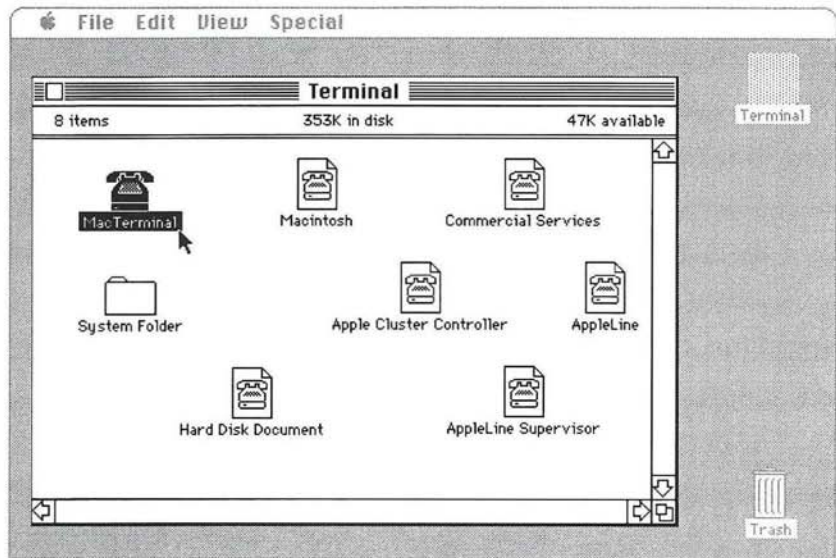 File Edit View Special
Terminal
8 items 353K in disk 47K available
Terminal
MacTerminal Macintosh Commercial Services
System Folder Apple Cluster Controller AppleLine
Hard Disk Document AppleLine Supervisor
Trash